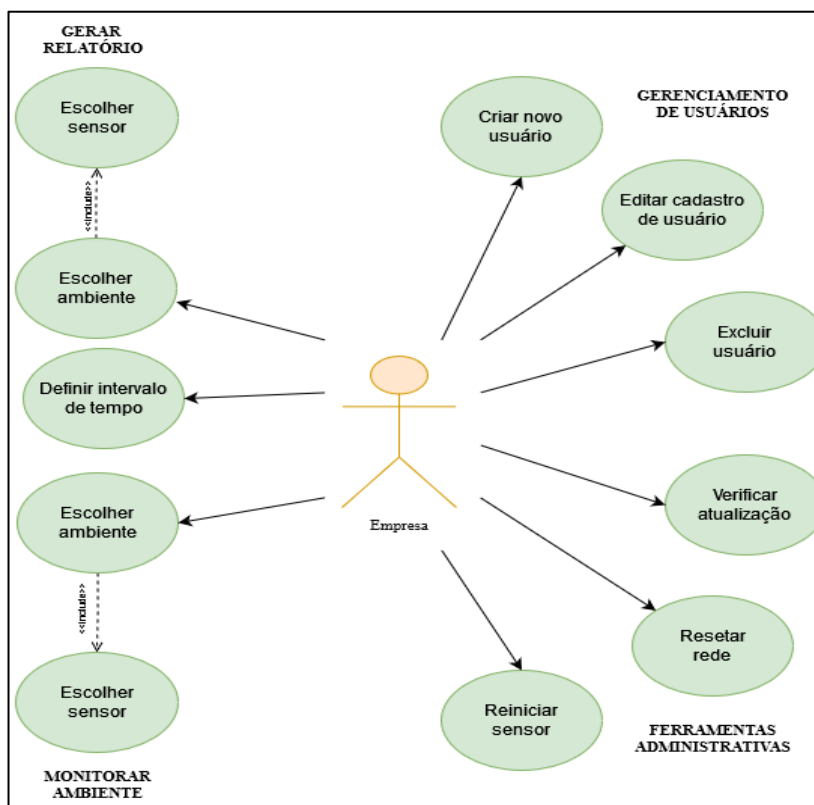 GERAR
RELATÓRIO
Escolher
sensor
<<include>>
Escolher
ambiente
Definir intervalo
de tempo
Escolher
ambiente
<<include>>
Escolher
sensor
MONITORAR
AMBIENTE
Empresa
Criar novo
usuário
GERENCIAMENTO
DE USUÁRIOS
Editar cadastro
de usuário
Excluir
usuário
Verificar
atualização
Resetar
rede
Reiniciar
sensor
FERRAMENTAS
ADMINISTRATIVAS